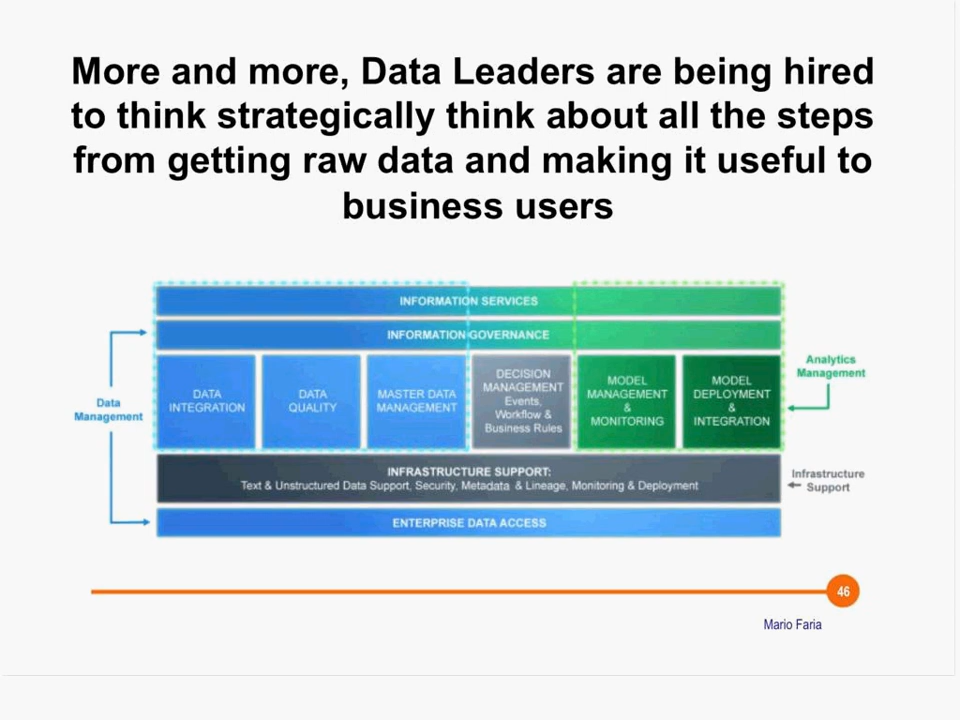 More and more, Data Leaders are being hired
to think strategically think about all the steps
from getting raw data and making it useful to
business users
INFORMATION SERVICES
INFORMATION GOVERNANCE
Data
Management
DATA
INTEGRATION
DATA
QUALITY
MASTER DATA
MANAGEMENT
DECISION
MANAGEMENT
Events,
Workflow &
Business Rules
MODEL
MANAGEMENT
&
MONITORING
MODEL
DEPLOYMENT
&
INTEGRATION
Analytics
Management
INFRASTRUCTURE SUPPORT:
Text & Unstructured Data Support, Security, Metadata & Lineage, Monitoring & Deployment
Infrastructure
Support
ENTERPRISE DATA ACCESS
46
Mario Faria